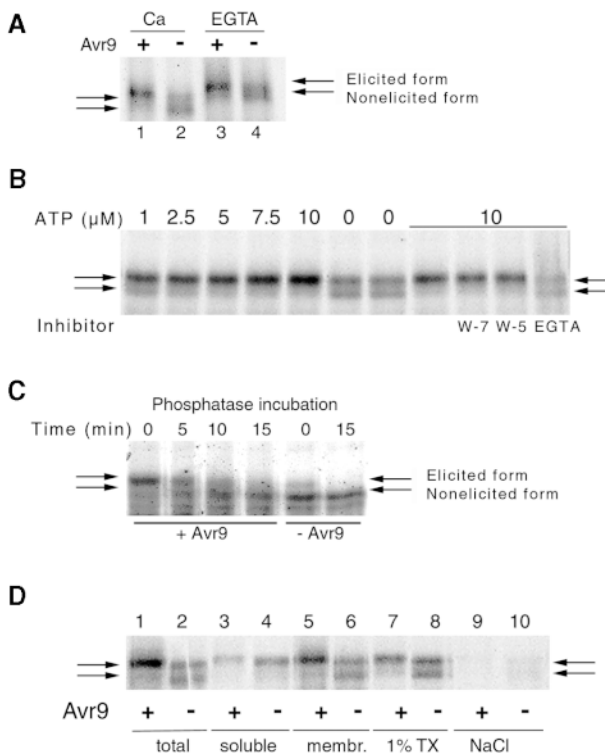 A
Ca EGTA
Avr9 + - + -
Elicited form
Nonelicited form
1 2 3 4
B
ATP (μM) 1 2.5 5 7.5 10 0 0 10
Inhibitor W-7 W-5 EGTA
C
Phosphatase incubation
Time (min) 0 5 10 15 0 15
Elicited form
Nonelicited form
+ Avr9 - Avr9
D
1 2 3 4 5 6 7 8 9 10
Avr9 + - + - + - + - + -
total soluble membr. 1% TX NaCl